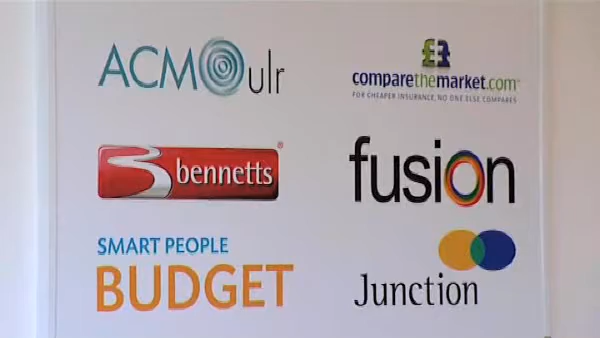 ACM ulr
comparethemarket.com
FOR CHEAPER INSURANCE, NO ONE ELSE COMPARES
bennetts®
fusion
SMART PEOPLE
BUDGET
Junction